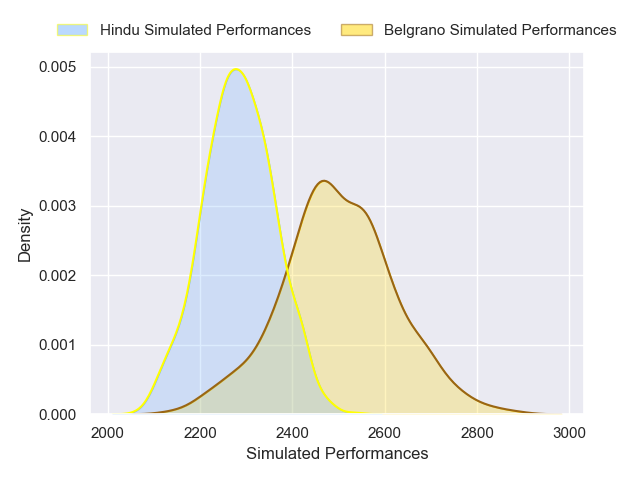 Hindu Simulated Performances Belgrano Simulated Performances
0.005
0.004
0.003
0.002
0.001
0.000
Density
2000 2200 2400 2600 2800 3000
Simulated Performances